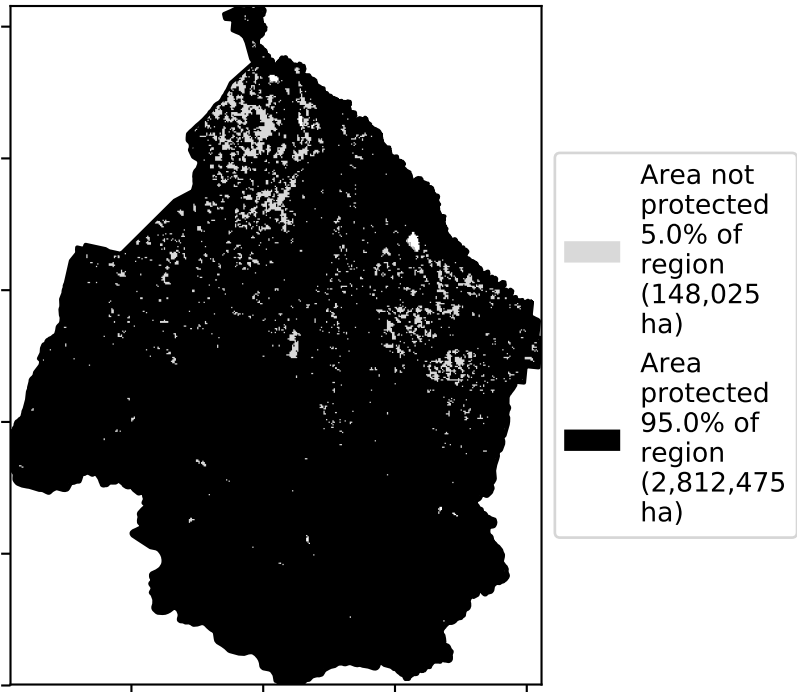 Area not
protected
5.0% of
region
(148,025
ha)
Area
protected
95.0% of
region
(2,812,475
ha)